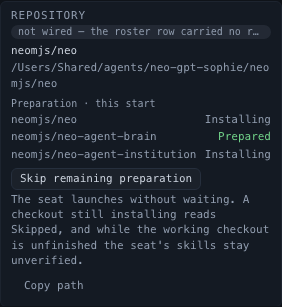 REPOSITORY
not wired — the roster row carried no r…
neomjs/neo
/Users/Shared/agents/neo-gpt-sophie/neo
mjs/neo
Preparation · this start
neomjs/neo Installing
neomjs/neo-agent-brain Prepared
neomjs/neo-agent-institution Installing
Skip remaining preparation
The seat launches without waiting. A
checkout still installing reads
Skipped, and while the working checkout
is unfinished the seat's skills stay
unverified.
Copy path